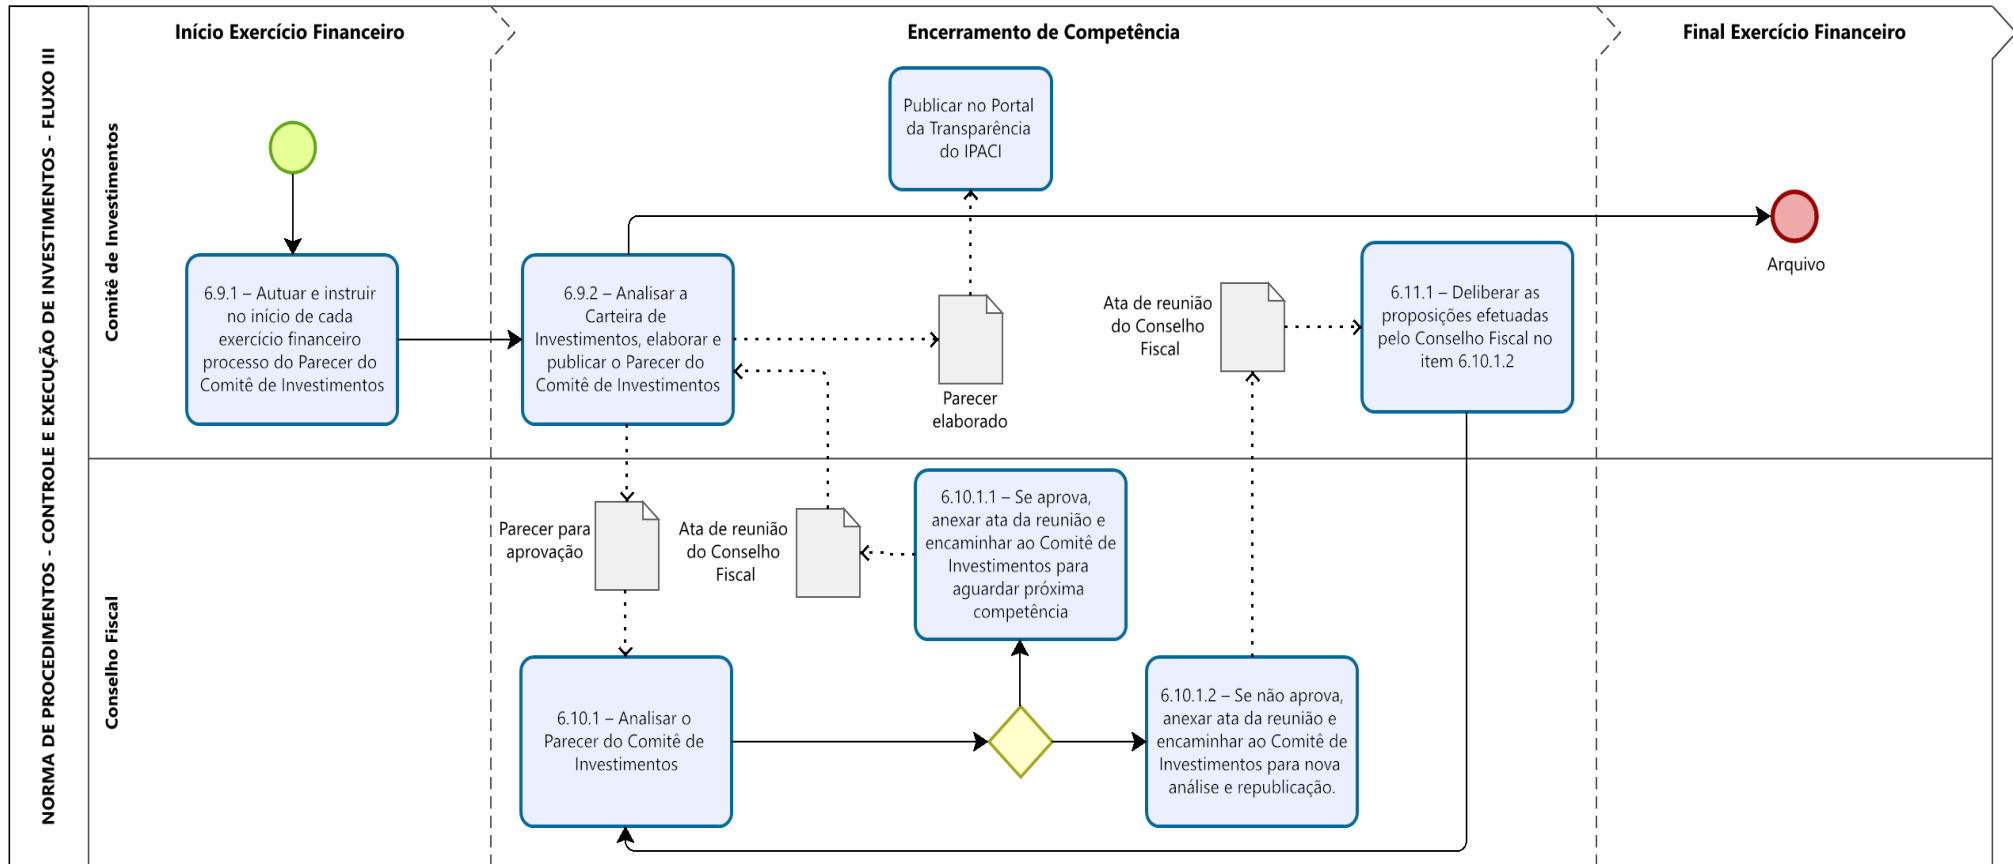 NORMA DE PROCEDIMENTOS - CONTROLE E EXECUÇÃO DE INVESTIMENTOS - FLUXO III
Início Exercício Financeiro
Encerramento de Competência
Final Exercício Financeiro
Comitê de Investimentos
Publicar no Portal
da Transparência
do IPACI
6.9.1 – Autuar e instruir
no início de cada
exercício financeiro
processo do Parecer do
Comitê de Investimentos
6.9.2 – Analisar a
Carteira de
Investimentos, elaborar e
publicar o Parecer do
Comitê de Investimentos
Parecer
elaborado
Ata de reunião
do Conselho
Fiscal
6.11.1 – Deliberar as
proposições efetuadas
pelo Conselho Fiscal no
item 6.10.1.2
Arquivo
Conselho Fiscal
Parecer para
aprovação
Ata de reunião
do Conselho
Fiscal
6.10.1.1 – Se aprova,
anexar ata da reunião e
encaminhar ao Comitê de
Investimentos para
aguardar próxima
competência
6.10.1 – Analisar o
Parecer do Comitê de
Investimentos
6.10.1.2 – Se não aprova,
anexar ata da reunião e
encaminhar ao Comitê de
Investimentos para nova
análise e republicação.